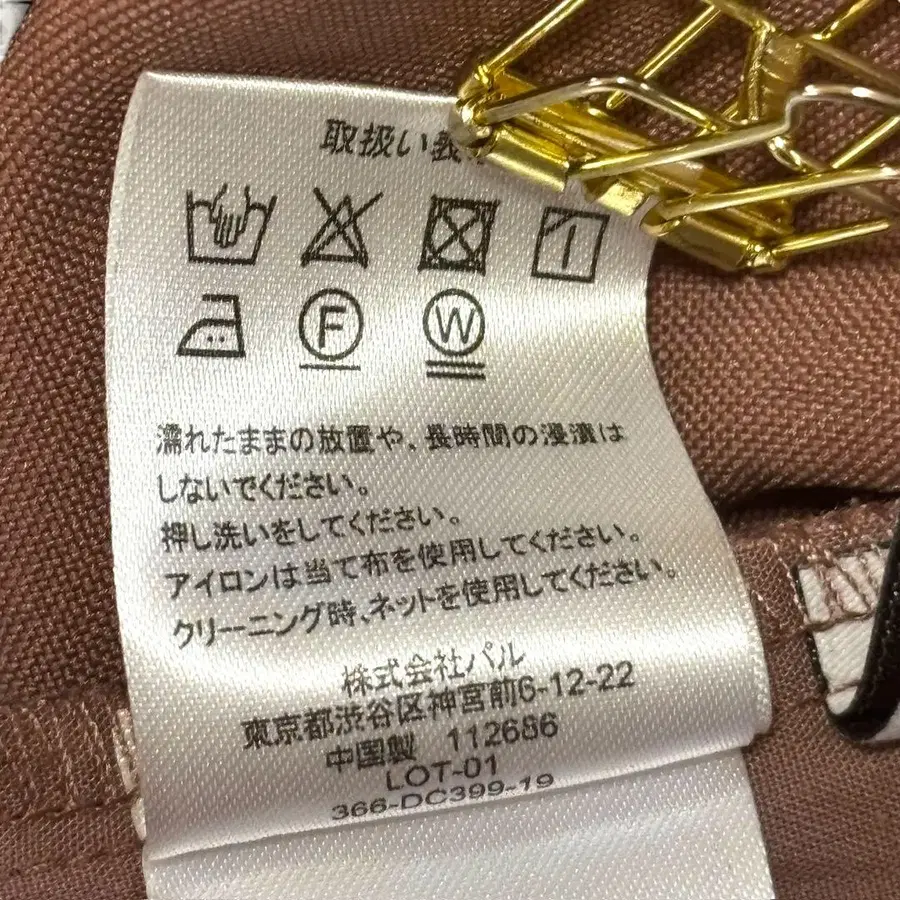 取扱い表
F W
濡れたままの放置や、長時間の浸漬は
しないでください。
押し洗いをしてください。
アイロンは当て布を使用してください。
クリーニング時、ネットを使用してください。
株式会社パル
東京都渋谷区神宮前6-12-22
中国製 112686
LOT-01
366-DC399-19